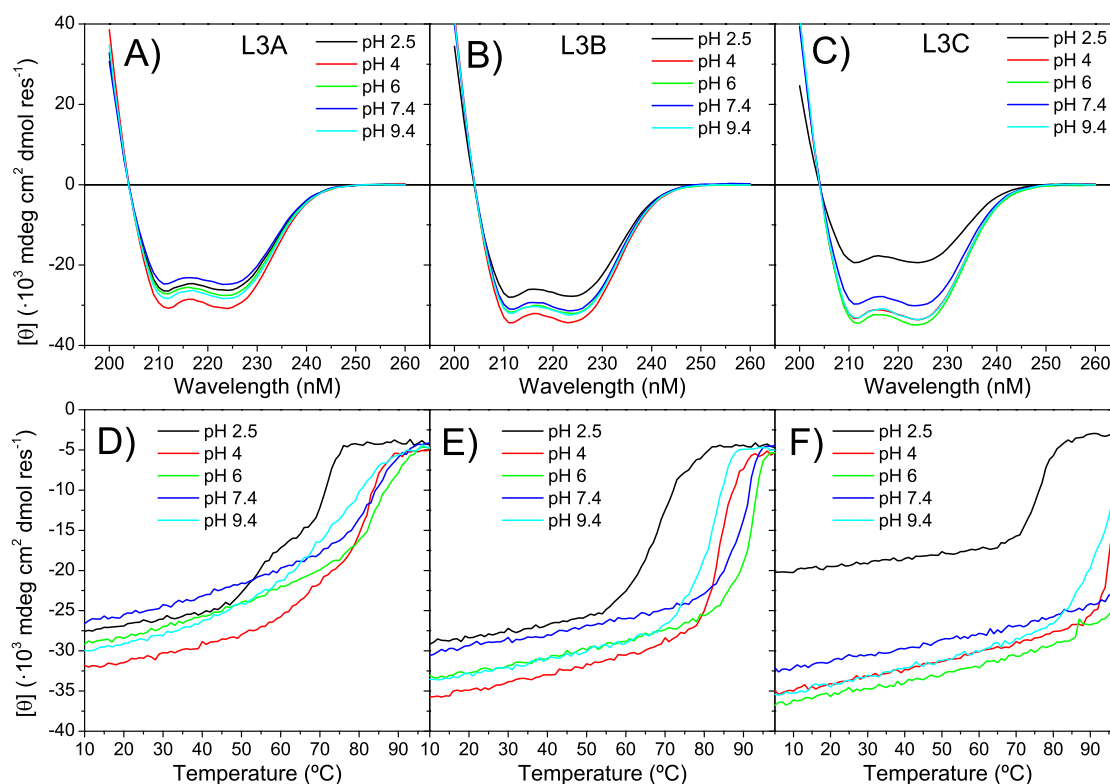 A) L3A
pH 2.5
pH 4
pH 6
pH 7.4
pH 9.4
B) L3B
pH 2.5
pH 4
pH 6
pH 7.4
pH 9.4
C) L3C
pH 2.5
pH 4
pH 6
pH 7.4
pH 9.4
40
20
0
-20
-40
[θ] (·10³ mdeg cm² dmol res⁻¹)
200 210 220 230 240 250 260
200 210 220 230 240 250 260
200 210 220 230 240 250 260
Wavelength (nM)
Wavelength (nM)
Wavelength (nM)
D)
pH 2.5
pH 4
pH 6
pH 7.4
pH 9.4
E)
pH 2.5
pH 4
pH 6
pH 7.4
pH 9.4
F)
pH 2.5
pH 4
pH 6
pH 7.4
pH 9.4
0
-5
-10
-15
-20
-25
-30
-35
-40
[θ] (·10³ mdeg cm² dmol res⁻¹)
10 20 30 40 50 60 70 80 90
10 20 30 40 50 60 70 80 90
10 20 30 40 50 60 70 80 90
Temperature (ºC)
Temperature (ºC)
Temperature (ºC)